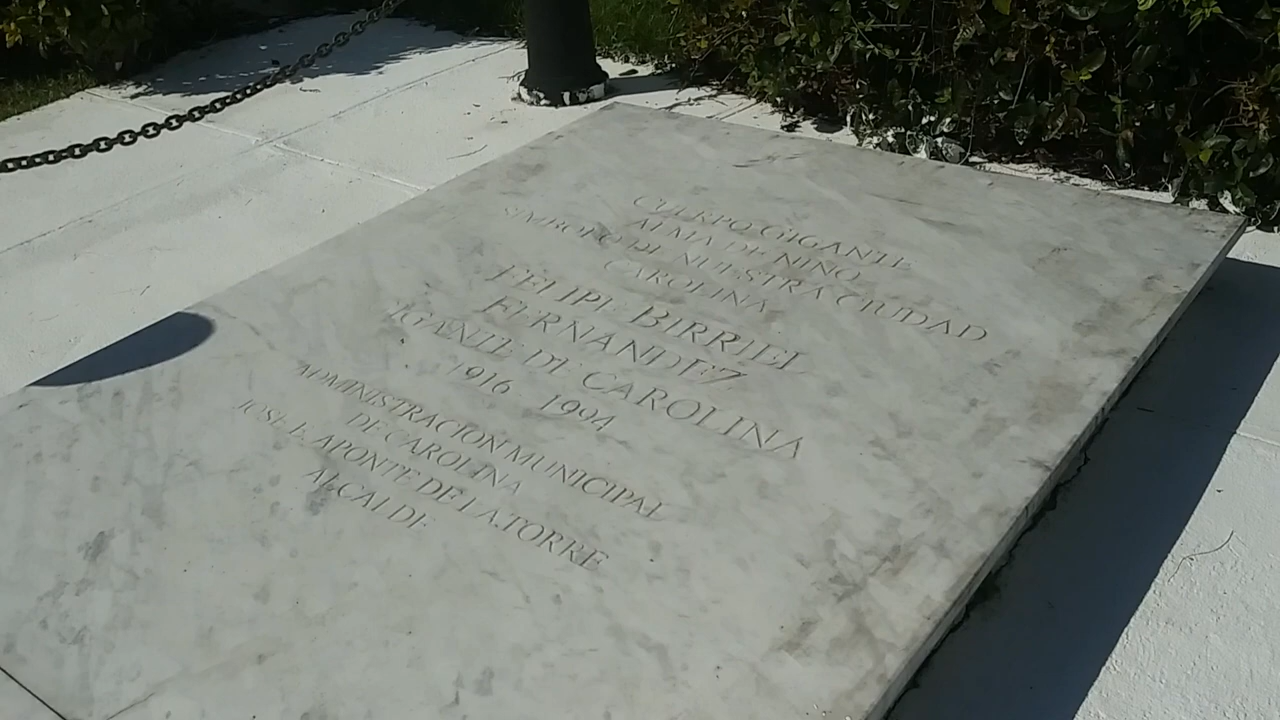 CUERPO GIGANTE
ALMA DE NIÑO
SIMBOLO DE NUESTRA CIUDAD
CAROLINA
FELIPE BIRRIEL
FERNANDEZ
GIGANTE DE CAROLINA
1916 1994
ADMINISTRACION MUNICIPAL
DE CAROLINA
JOSE E. APONTE DE LA TORRE
ALCALDE